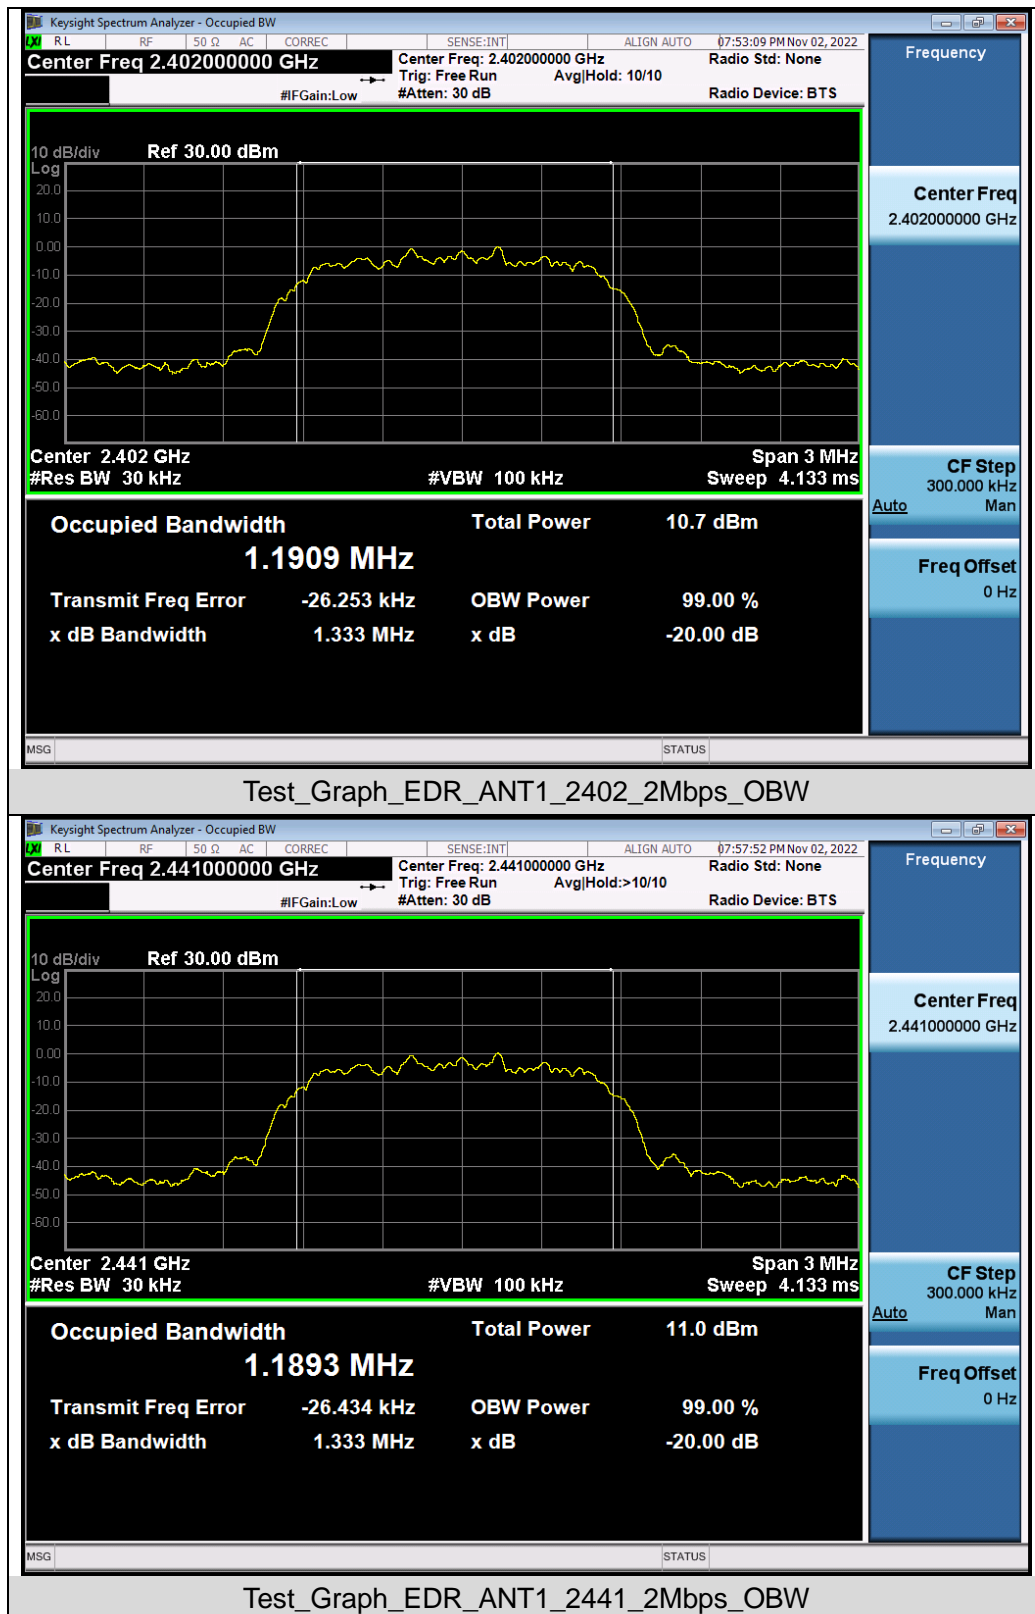 Keysight Spectrum Analyzer - Occupied BW
LXI RL RF 50 Ω AC CORREC SENSE:INT ALIGN AUTO 07:53:09 PM Nov 02, 2022
Center Freq 2.402000000 GHz
Center Freq: 2.402000000 GHz
Radio Std: None
Trig: Free Run Avg|Hold: 10/10
#IFGain:Low
#Atten: 30 dB
Radio Device: BTS
Frequency
10 dB/div Ref 30.00 dBm
Log
20.0
10.0
0.00
-10.0
-20.0
-30.0
-40.0
-50.0
-60.0
Center 2.402 GHz
Span 3 MHz
#Res BW 30 kHz
#VBW 100 kHz
Sweep 4.133 ms
Center Freq
2.402000000 GHz
CF Step
300.000 kHz
Auto Man
Freq Offset
0 Hz
Occupied Bandwidth
Total Power 10.7 dBm
1.1909 MHz
Transmit Freq Error -26.253 kHz
OBW Power 99.00 %
x dB Bandwidth 1.333 MHz
x dB -20.00 dB
MSG
STATUS
Test_Graph_EDR_ANT1_2402_2Mbps_OBW
Keysight Spectrum Analyzer - Occupied BW
LXI RL RF 50 Ω AC CORREC SENSE:INT ALIGN AUTO 07:57:52 PM Nov 02, 2022
Center Freq 2.441000000 GHz
Center Freq: 2.441000000 GHz
Radio Std: None
Trig: Free Run Avg|Hold:>10/10
#IFGain:Low
#Atten: 30 dB
Radio Device: BTS
Frequency
10 dB/div Ref 30.00 dBm
Log
20.0
10.0
0.00
-10.0
-20.0
-30.0
-40.0
-50.0
-60.0
Center 2.441 GHz
Span 3 MHz
#Res BW 30 kHz
#VBW 100 kHz
Sweep 4.133 ms
Center Freq
2.441000000 GHz
CF Step
300.000 kHz
Auto Man
Freq Offset
0 Hz
Occupied Bandwidth
Total Power 11.0 dBm
1.1893 MHz
Transmit Freq Error -26.434 kHz
OBW Power 99.00 %
x dB Bandwidth 1.333 MHz
x dB -20.00 dB
MSG
STATUS
Test_Graph_EDR_ANT1_2441_2Mbps_OBW